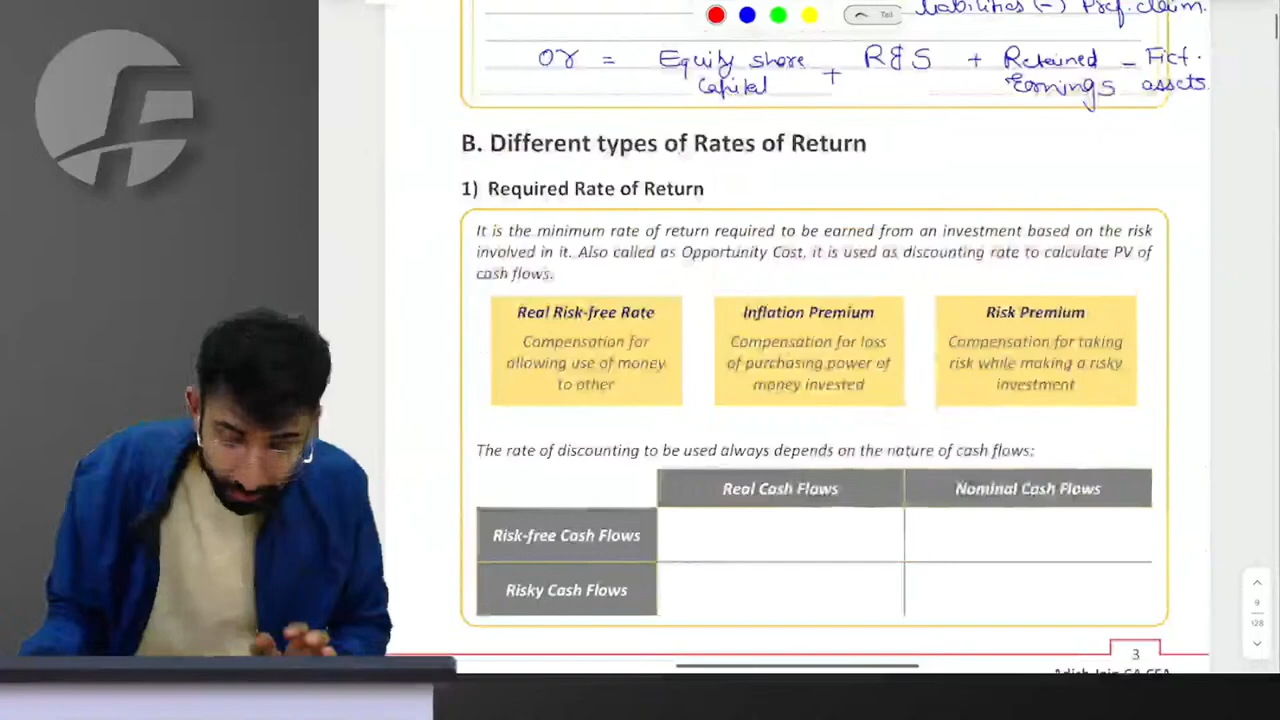 Tail
liabilities (-) Pref. claim.
or = Equity share Capital + R&S + Retained Earnings - Fict. assets
B. Different types of Rates of Return
1) Required Rate of Return
It is the minimum rate of return required to be earned from an investment based on the risk
involved in it. Also called as Opportunity Cost, it is used as discounting rate to calculate PV of
cash flows.
Real Risk-free Rate
Compensation for
allowing use of money
to other
Inflation Premium
Compensation for loss
of purchasing power of
money invested
Risk Premium
Compensation for taking
risk while making a risky
investment
The rate of discounting to be used always depends on the nature of cash flows:
Real Cash Flows Nominal Cash Flows
Risk-free Cash Flows
Risky Cash Flows
9
128
3